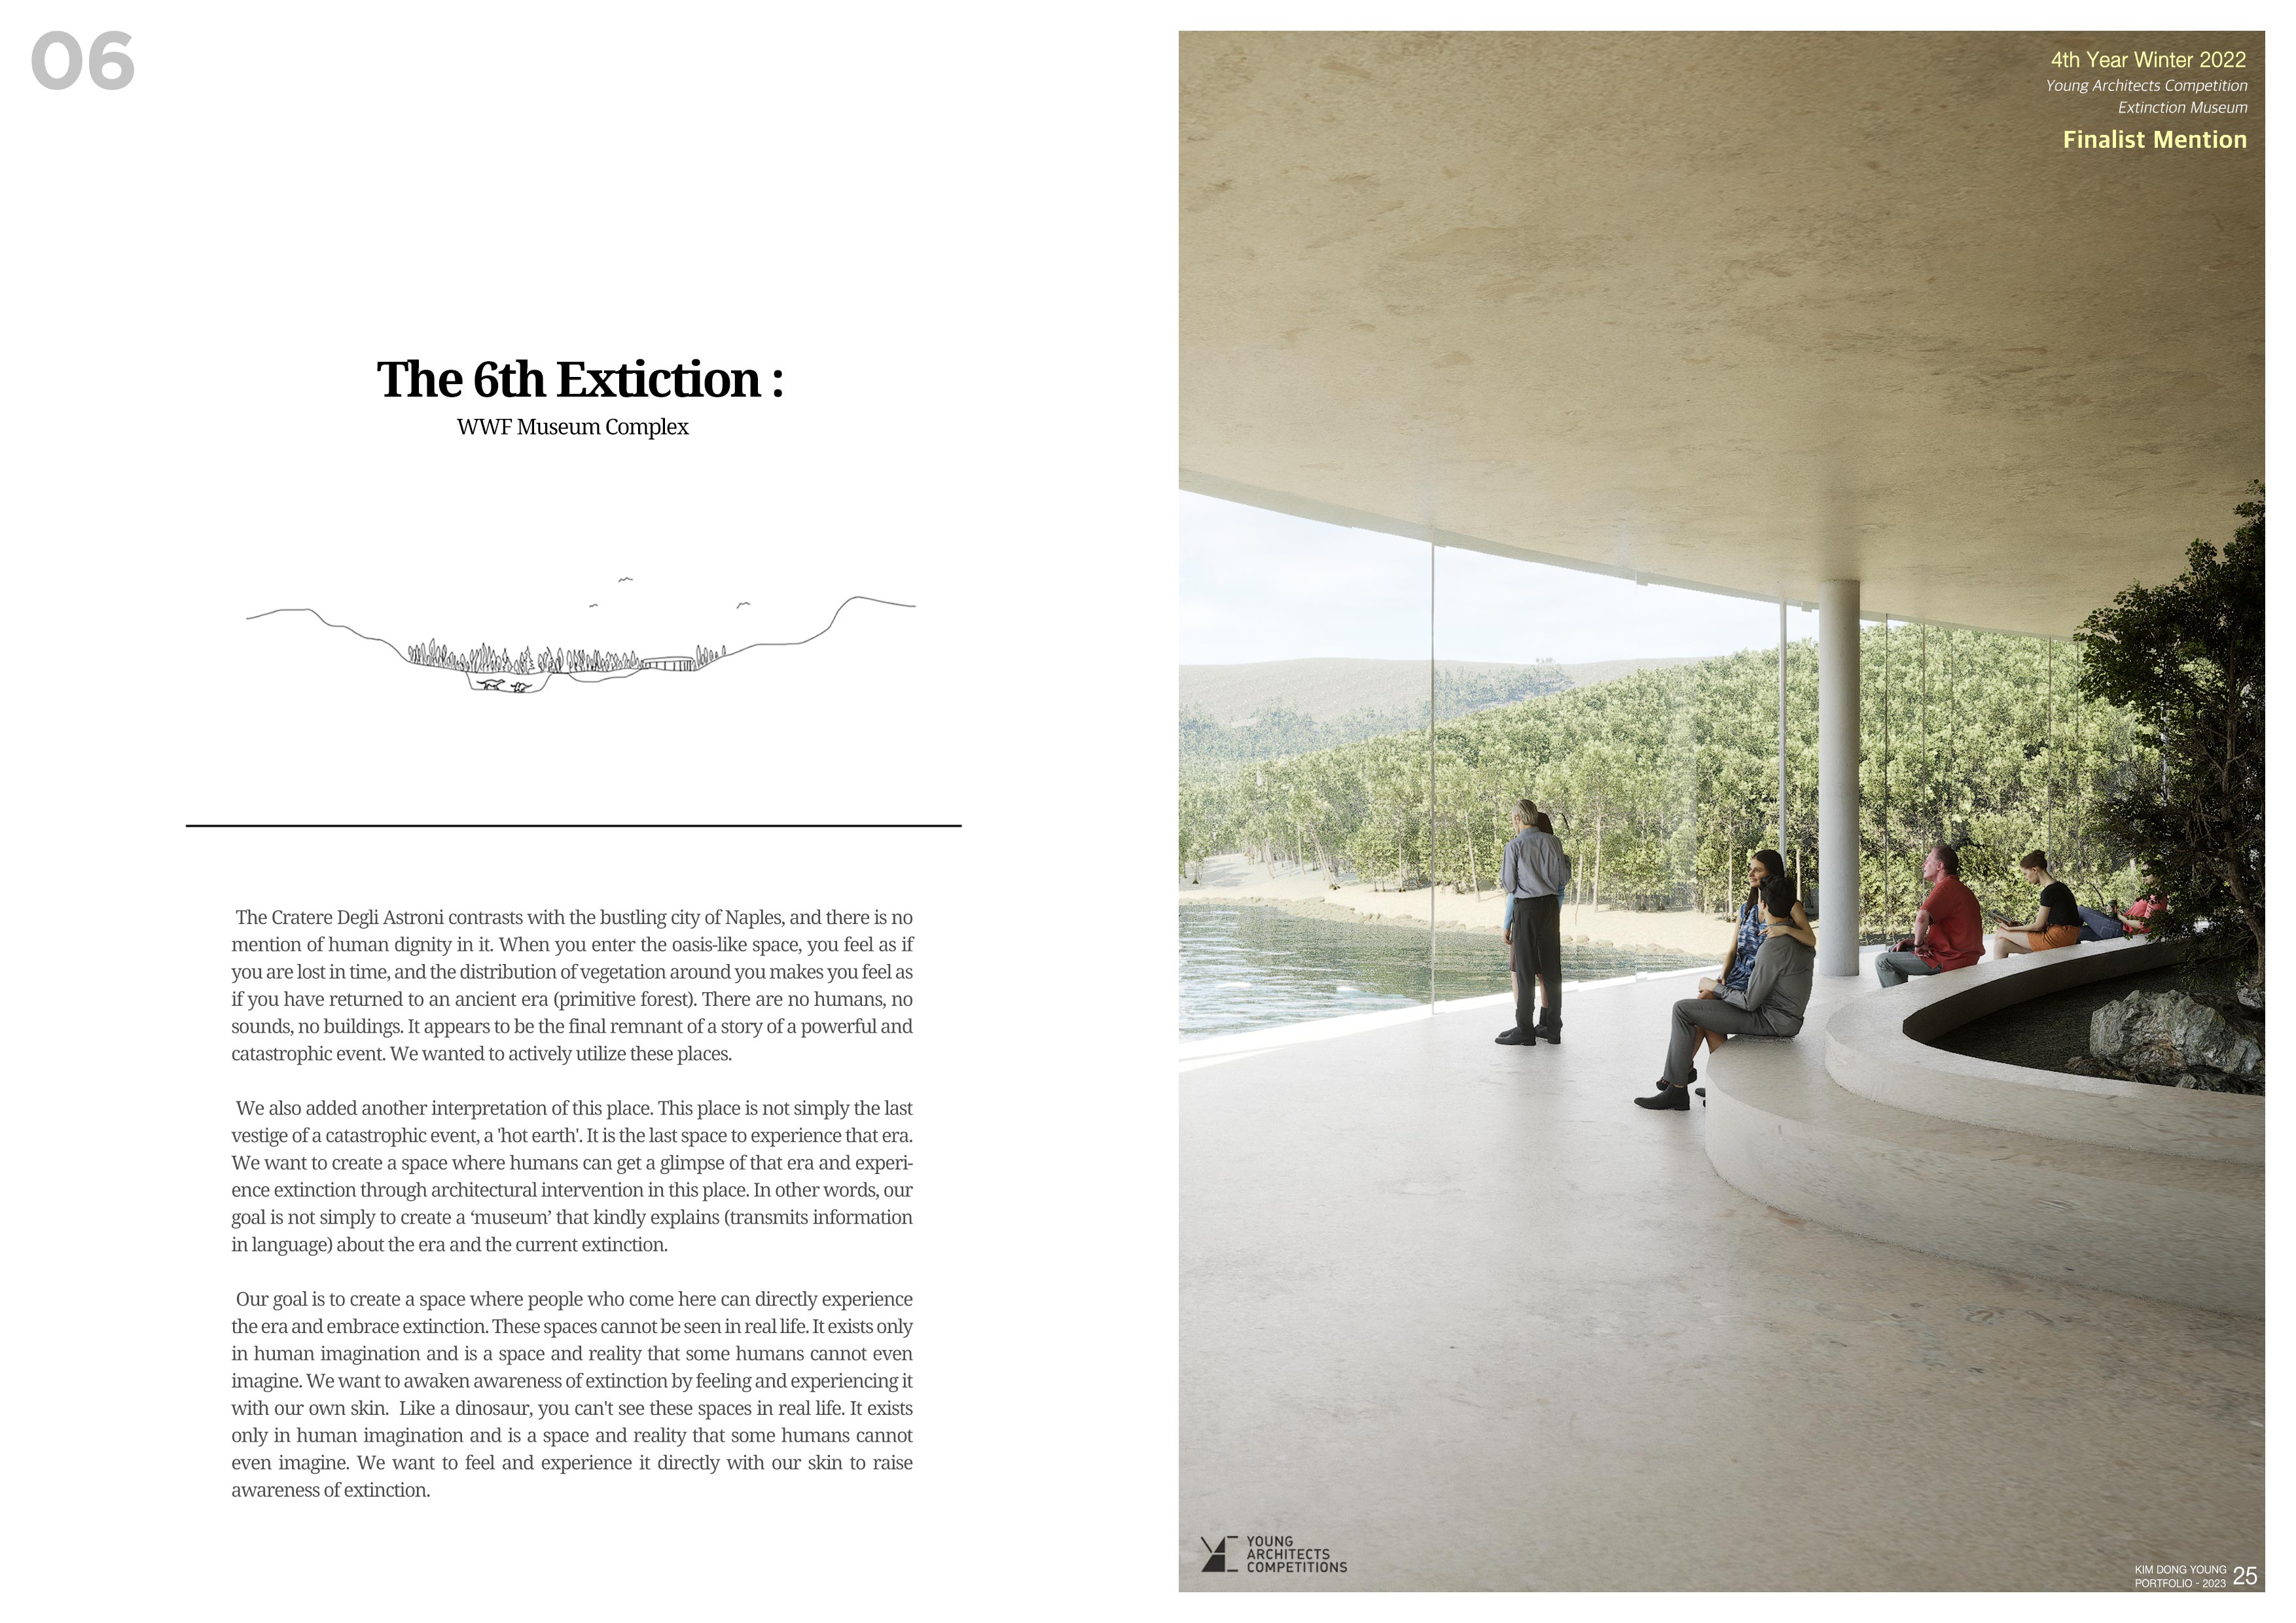 06
The 6th Extiction :
WWF Museum Complex
The Cratere Degli Astroni contrasts with the bustling city of Naples, and there is no
mention of human dignity in it. When you enter the oasis-like space, you feel as if
you are lost in time, and the distribution of vegetation around you makes you feel as
if you have returned to an ancient era (primitive forest). There are no humans, no
sounds, no buildings. It appears to be the final remnant of a story of a powerful and
catastrophic event. We wanted to actively utilize these places.
We also added another interpretation of this place. This place is not simply the last
vestige of a catastrophic event, a 'hot earth'. It is the last space to experience that era.
We want to create a space where humans can get a glimpse of that era and experi-
ence extinction through architectural intervention in this place. In other words, our
goal is not simply to create a ‘museum’ that kindly explains (transmits information
in language) about the era and the current extinction.
Our goal is to create a space where people who come here can directly experience
the era and embrace extinction. These spaces cannot be seen in real life. It exists only
in human imagination and is a space and reality that some humans cannot even
imagine. We want to awaken awareness of extinction by feeling and experiencing it
with our own skin.  Like a dinosaur, you can't see these spaces in real life. It exists
only in human imagination and is a space and reality that some humans cannot
even imagine. We want to feel and experience it directly with our skin to raise
awareness of extinction.
4th Year Winter 2022
Young Architects Competition
Extinction Museum
Finalist Mention
YOUNG
ARCHITECTS
COMPETITIONS
KIM DONG YOUNG
PORTFOLIO - 2023
25